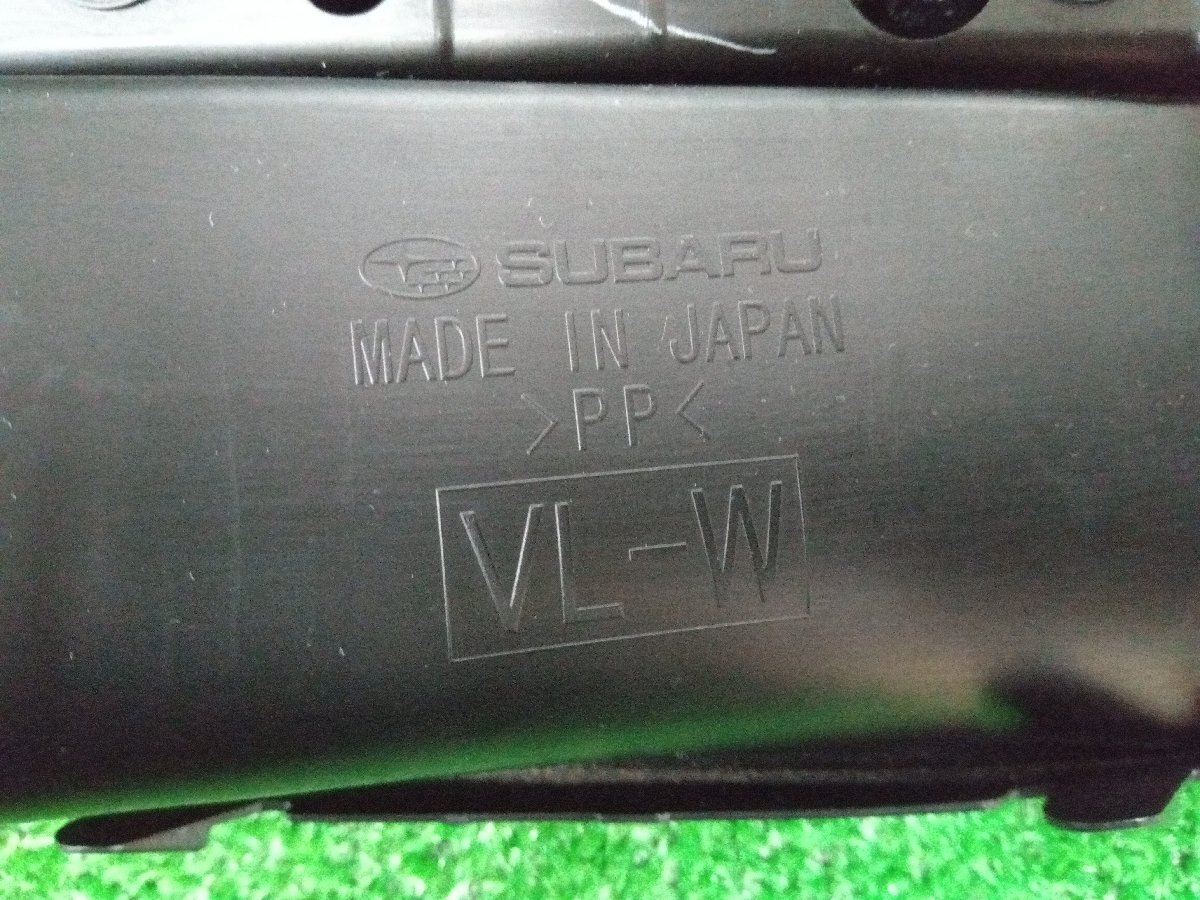 SUBARU
MADE IN JAPAN
>PP<
VL-W